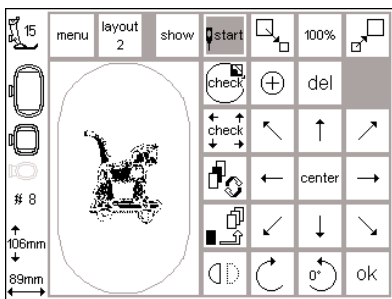 15
menu
layout
2
show
start
100%
check
del
check
center
# 8
106mm
89mm
0°
ok